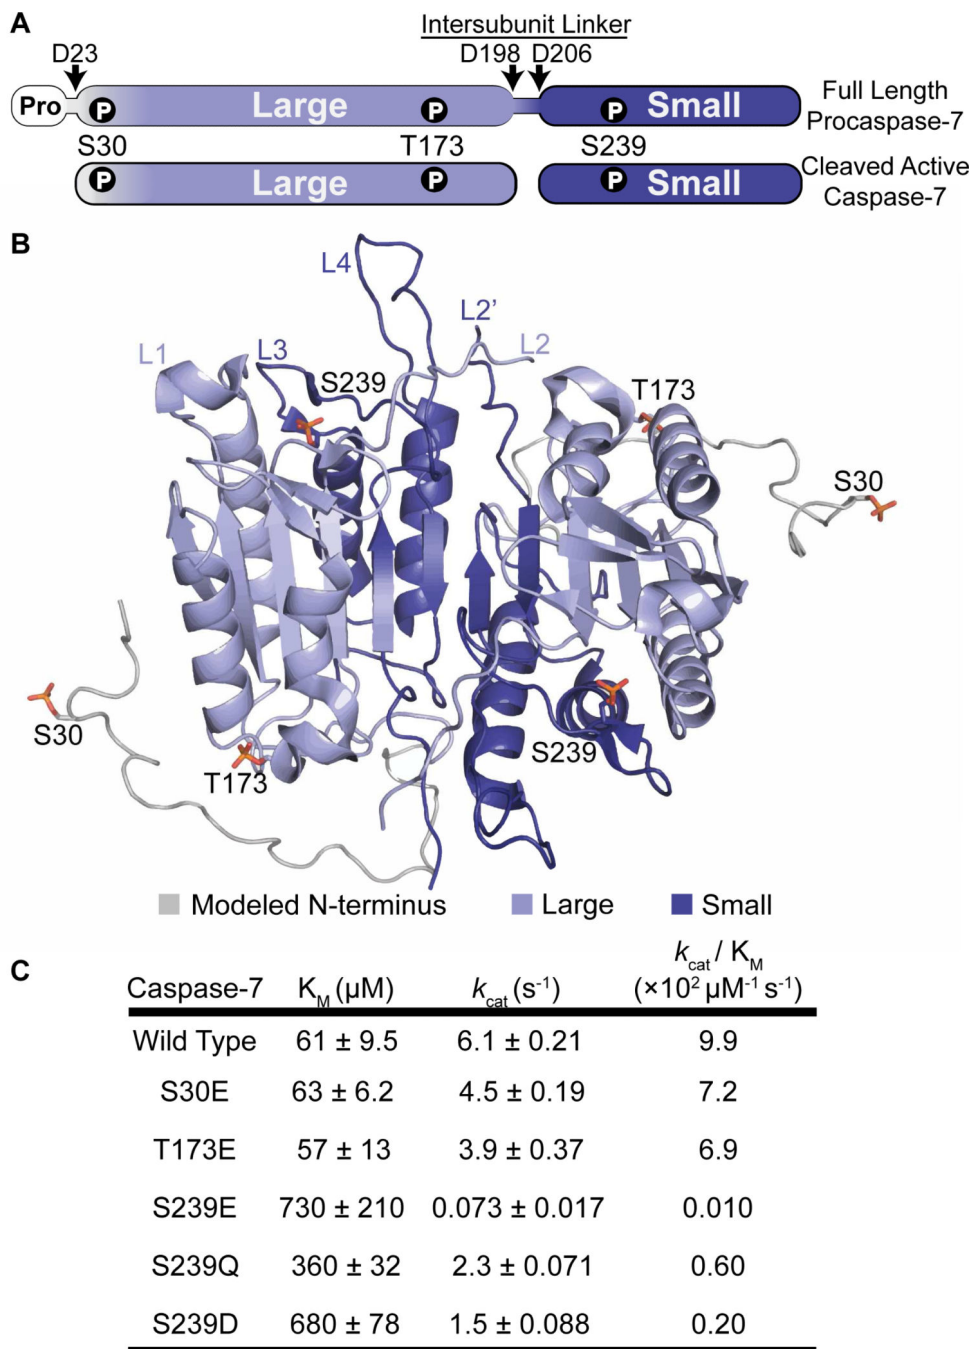 A
Intersubunit Linker
D23
D198
D206
Pro
P
Large
P
P
Small
Full Length
Procaspase-7
S30
T173
S239
P
Large
P
P
Small
Cleaved Active
Caspase-7
B
L4
L1
L3
S239
L2’
L2
T173
S30
S30
T173
S239
Modeled N-terminus
Large
Small
C
Caspase-7 K_M (µM) k_cat (s⁻¹) k_cat / K_M (×10² µM⁻¹ s⁻¹)
Wild Type 61 ± 9.5 6.1 ± 0.21 9.9
S30E 63 ± 6.2 4.5 ± 0.19 7.2
T173E 57 ± 13 3.9 ± 0.37 6.9
S239E 730 ± 210 0.073 ± 0.017 0.010
S239Q 360 ± 32 2.3 ± 0.071 0.60
S239D 680 ± 78 1.5 ± 0.088 0.20